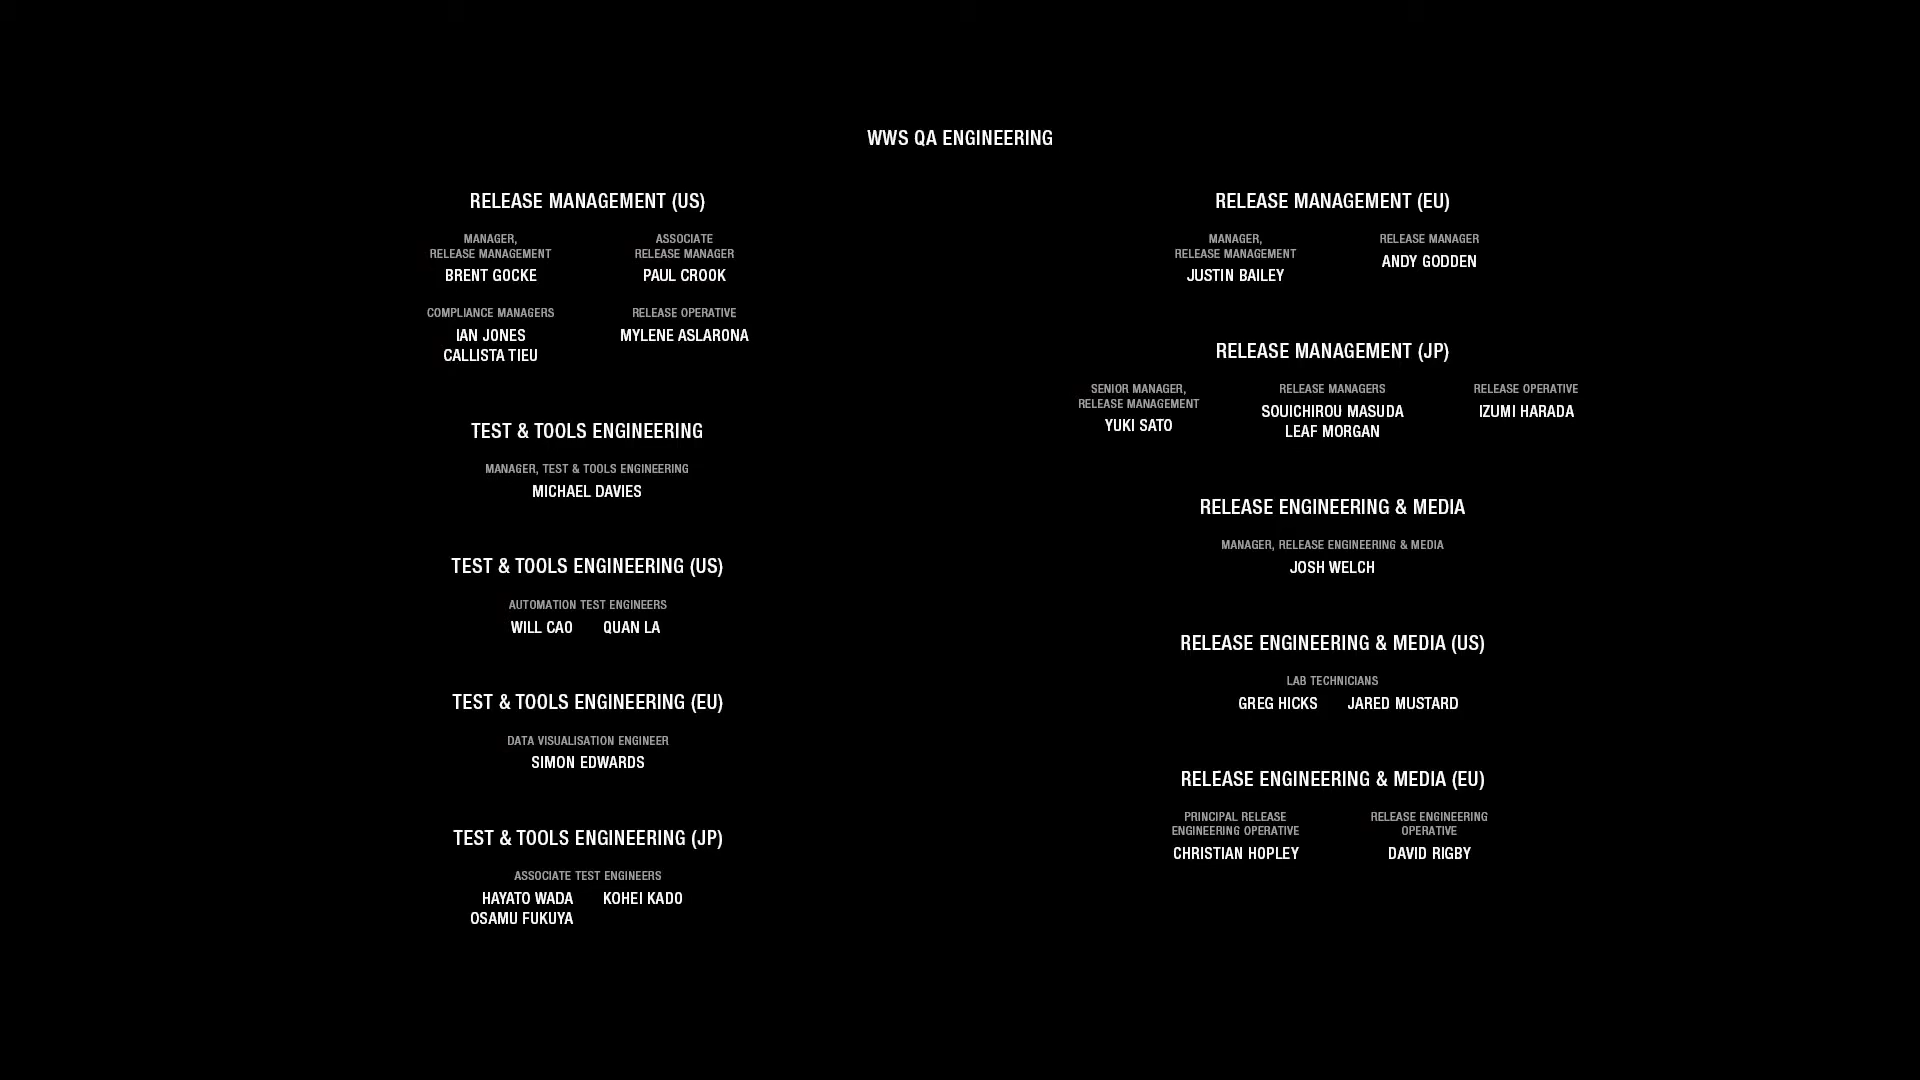 WWS QA ENGINEERING
RELEASE MANAGEMENT (US)
MANAGER,
RELEASE MANAGEMENT
BRENT GOCKE
ASSOCIATE
RELEASE MANAGER
PAUL CROOK
COMPLIANCE MANAGERS
IAN JONES
CALLISTA TIEU
RELEASE OPERATIVE
MYLENE ASLARONA
TEST & TOOLS ENGINEERING
MANAGER, TEST & TOOLS ENGINEERING
MICHAEL DAVIES
TEST & TOOLS ENGINEERING (US)
AUTOMATION TEST ENGINEERS
WILL CAO QUAN LA
TEST & TOOLS ENGINEERING (EU)
DATA VISUALISATION ENGINEER
SIMON EDWARDS
TEST & TOOLS ENGINEERING (JP)
ASSOCIATE TEST ENGINEERS
HAYATO WADA KOHEI KADO
OSAMU FUKUYA
RELEASE MANAGEMENT (EU)
MANAGER,
RELEASE MANAGEMENT
JUSTIN BAILEY
RELEASE MANAGER
ANDY GODDEN
RELEASE MANAGEMENT (JP)
SENIOR MANAGER,
RELEASE MANAGEMENT
YUKI SATO
RELEASE MANAGERS
SOUICHIROU MASUDA
LEAF MORGAN
RELEASE OPERATIVE
IZUMI HARADA
RELEASE ENGINEERING & MEDIA
MANAGER, RELEASE ENGINEERING & MEDIA
JOSH WELCH
RELEASE ENGINEERING & MEDIA (US)
LAB TECHNICIANS
GREG HICKS JARED MUSTARD
RELEASE ENGINEERING & MEDIA (EU)
PRINCIPAL RELEASE
ENGINEERING OPERATIVE
CHRISTIAN HOPLEY
RELEASE ENGINEERING
OPERATIVE
DAVID RIGBY